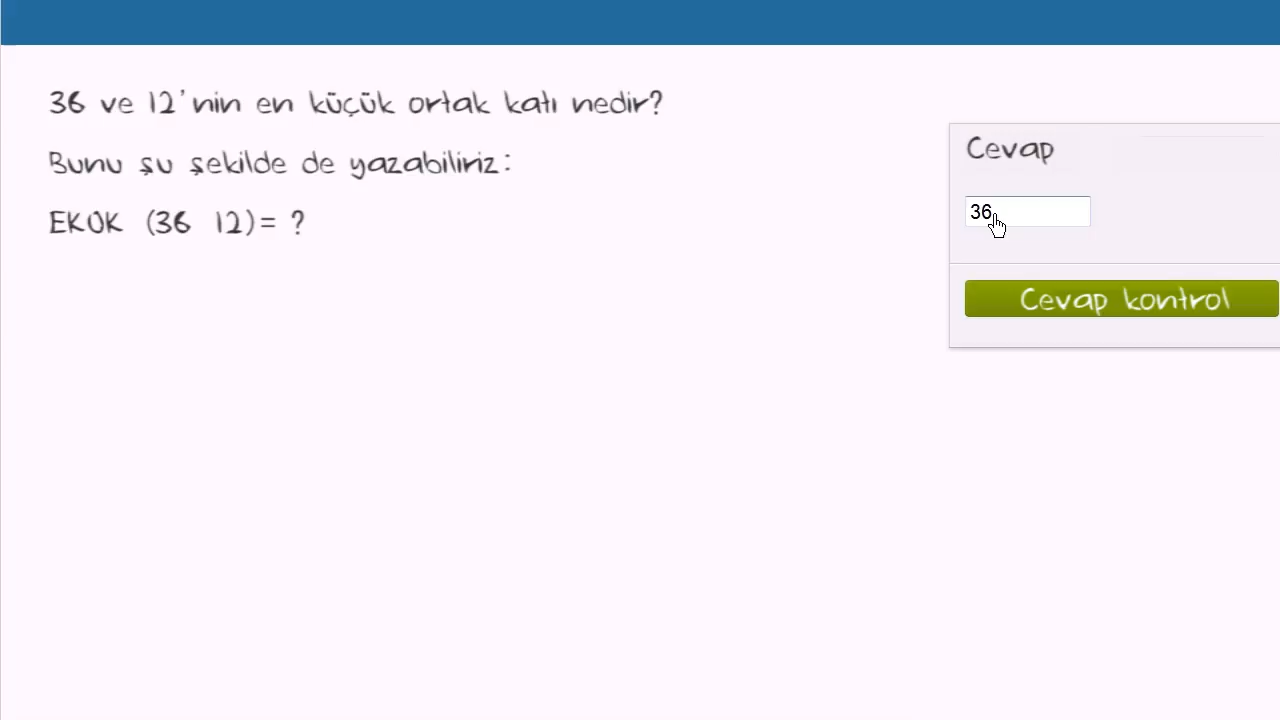 36 ve 12'nin en küçük ortak katı nedir?
Bunu şu şekilde de yazabiliriz:
EKOK (36 12)= ?
Cevap
36
Cevap kontrol